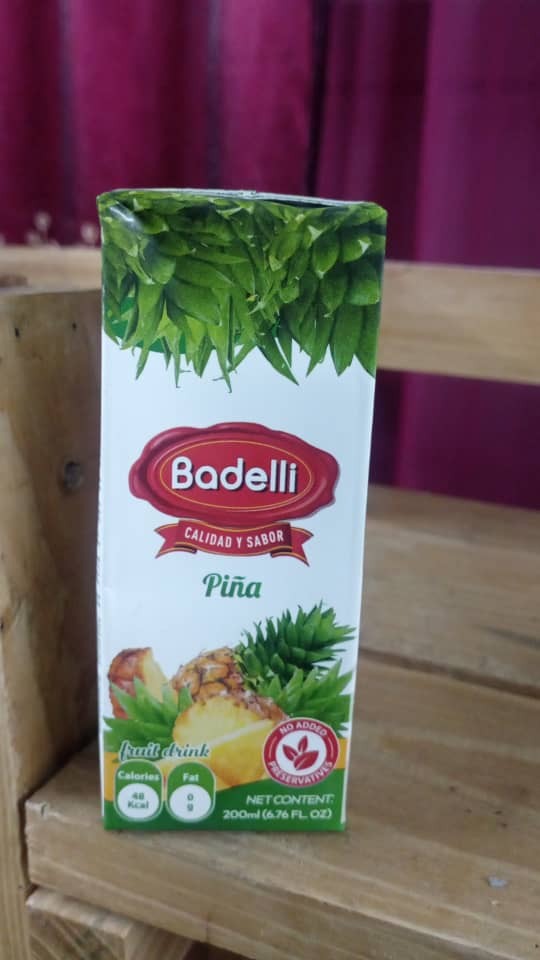 Badelli
CALIDAD Y SABOR
Piña
fruit drink
NO ADDED
PRESERVATIVES
Calories
48
Kcal
Fat
0
g
NET CONTENT:
200ml (6.76 FL. OZ)